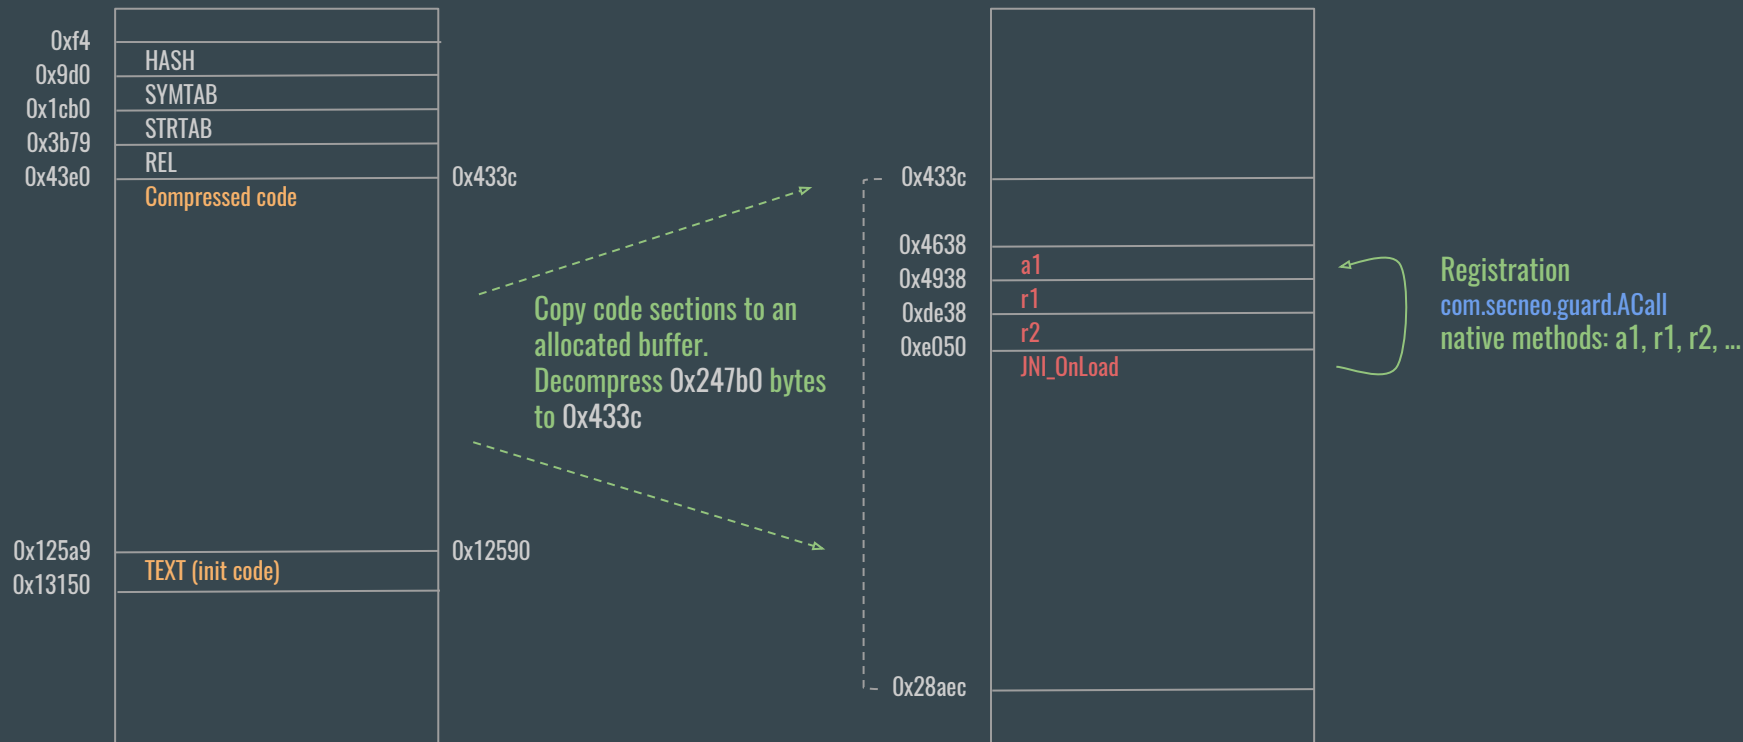 0xf4
HASH
0x9d0
SYMTAB
0x1cb0
STRTAB
0x3b79
REL
0x43e0
0x433c
Compressed code
Copy code sections to an
allocated buffer.
Decompress 0x247b0 bytes
to 0x433c
0x125a9
0x12590
TEXT (init code)
0x13150
0x433c
0x4638
a1
0x4938
r1
0xde38
r2
0xe050
JNI_OnLoad
0x28aec
Registration
com.secneo.guard.ACall
native methods: a1, r1, r2, ...